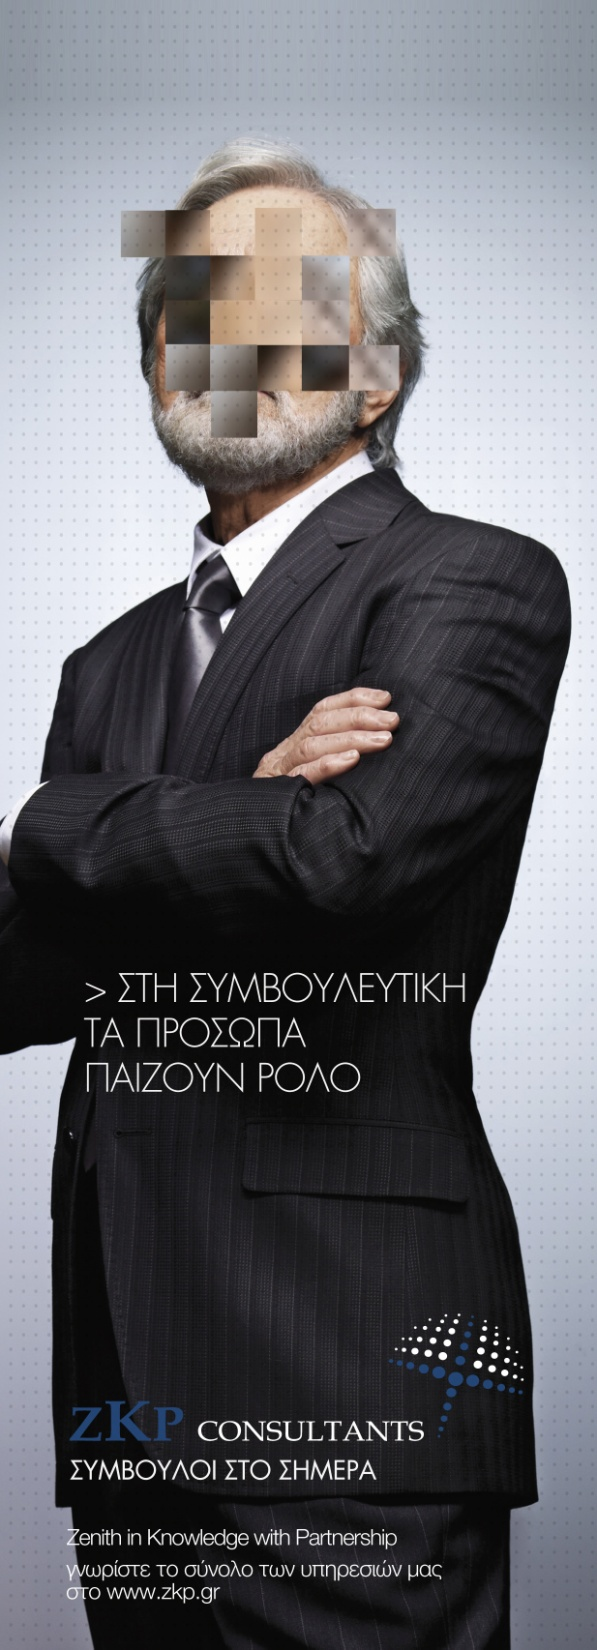 > ΣΤΗ ΣΥΜΒΟΥΛΕΥΤΙΚΗ
ΤΑ ΠΡΟΣΩΠΑ
ΠΑΙΖΟΥΝ ΡΟΛΟ
ZKP CONSULTANTS
ΣΥΜΒΟΥΛΟΙ ΣΤΟ ΣΗΜΕΡΑ
Zenith in Knowledge with Partnership
γνωρίστε το σύνολο των υπηρεσιών μας
στο www.zkp.gr